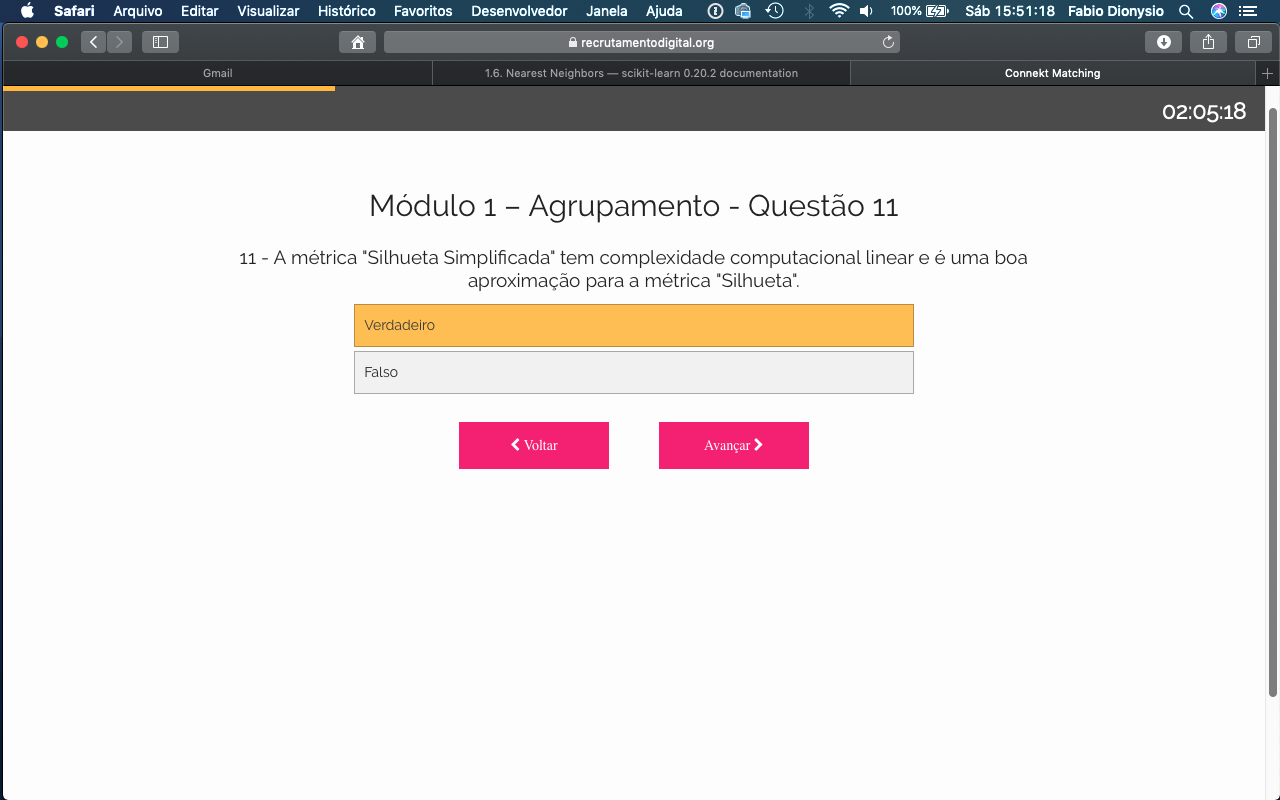 Safari Arquivo Editar Visualizar Histórico Favoritos Desenvolvedor Janela Ajuda 100% Sáb 15:51:18 Fabio Dionysio
recrutamentodigital.org
Gmail 1.6. Nearest Neighbors — scikit-learn 0.20.2 documentation Connekt Matching
02:05:18
Módulo 1 – Agrupamento - Questão 11
11 - A métrica "Silhueta Simplificada" tem complexidade computacional linear e é uma boa
aproximação para a métrica "Silhueta".
Verdadeiro
Falso
Voltar Avançar